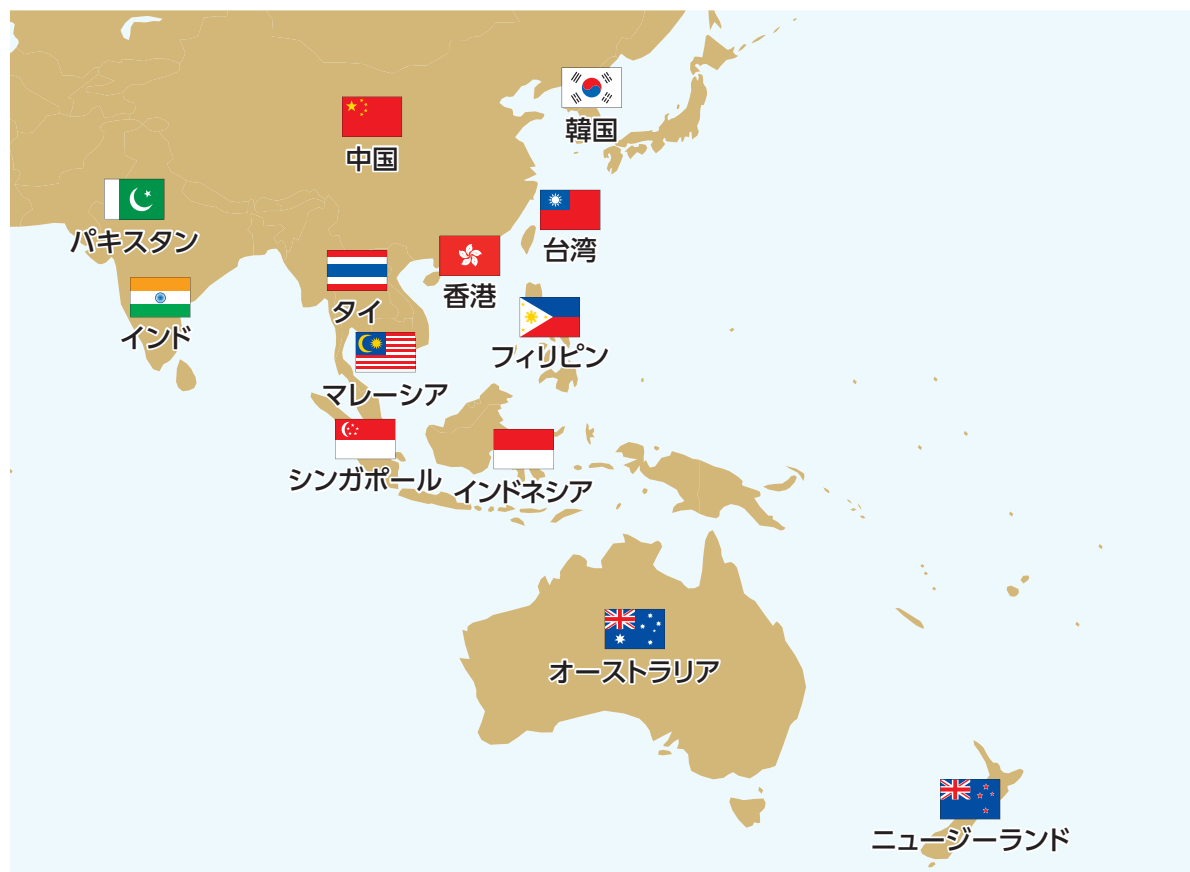 韓国
中国
パキスタン
台湾
香港
タイ
インド
フィリピン
マレーシア
シンガポール
インドネシア
オーストラリア
ニュージーランド